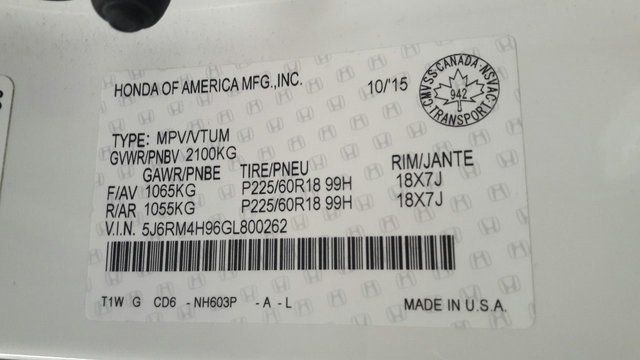 HONDA OF AMERICA MFG.,INC. 10/'15
CMVSS-CANADA-NSVAC
942
TRANSPORT
TYPE: MPV/VTUM
GVWR/PNBV 2100KG
GAWR/PNBE TIRE/PNEU RIM/JANTE
F/AV 1065KG P225/60R18 99H 18X7J
R/AR 1055KG P225/60R18 99H 18X7J
V.I.N. 5J6RM4H96GL800262
T1W G CD6 -NH603P -A-L MADE IN U.S.A.